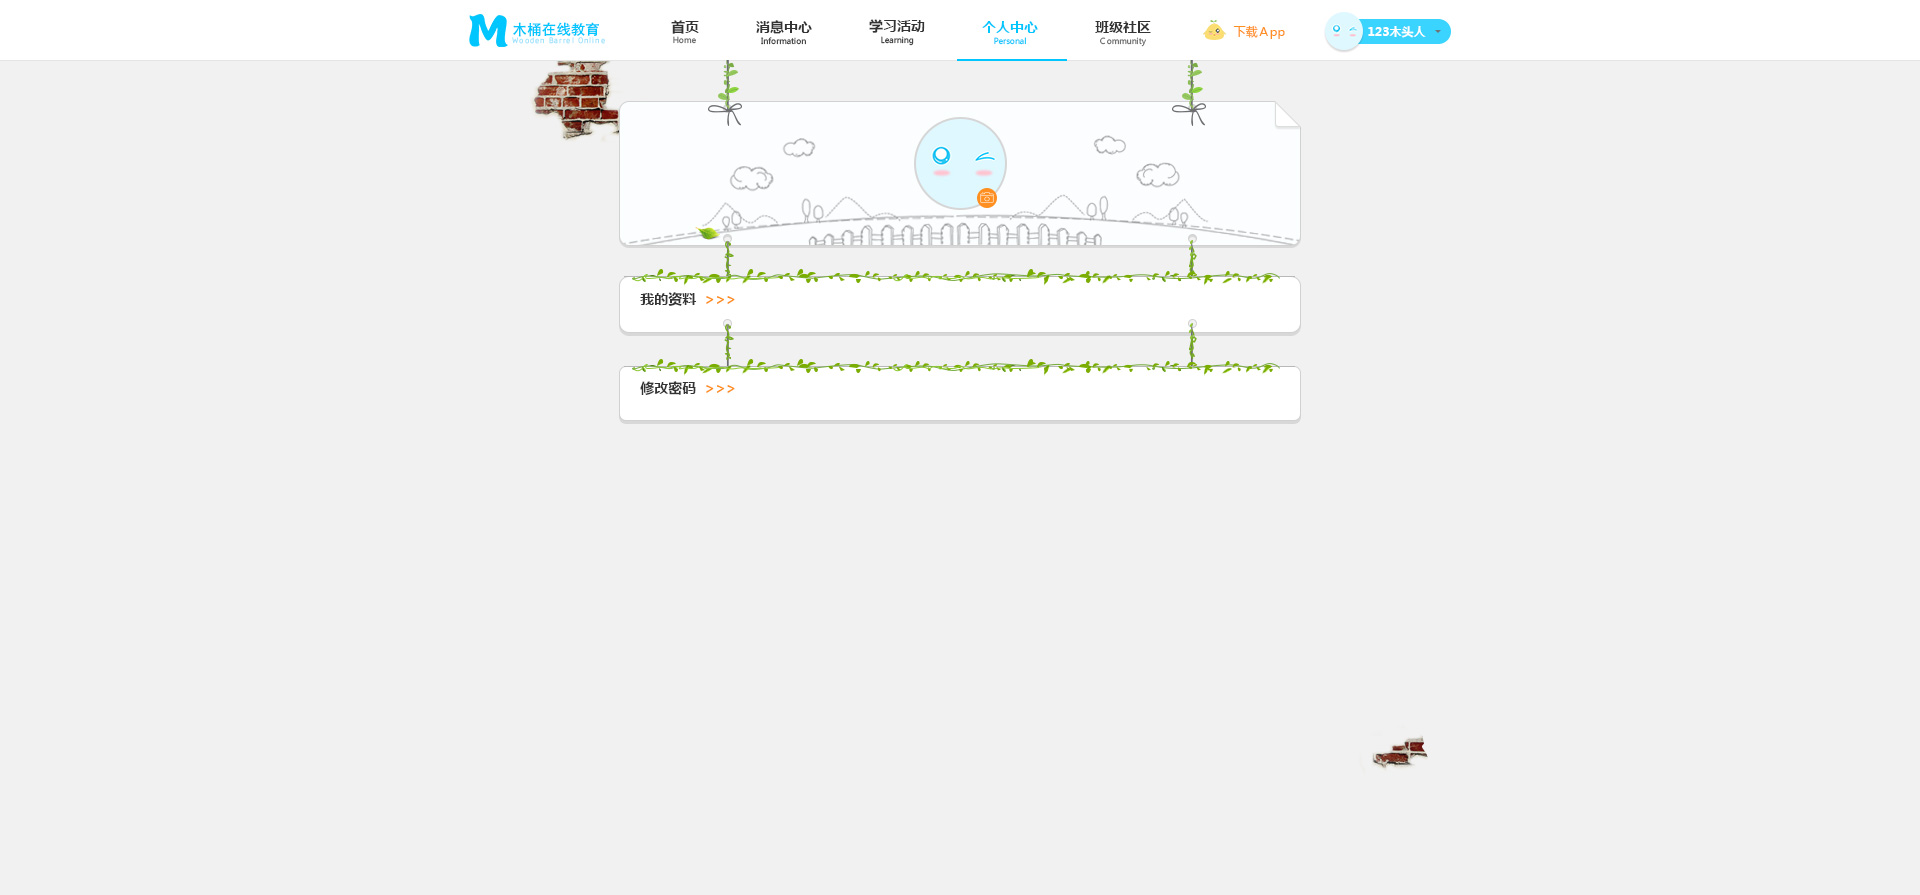 木桶在线教育
Wooden Barrel Online
首页
Home
消息中心
Information
学习活动
Learning
个人中心
Personal
班级社区
Community
下载App
123木头人
我的资料 >>>
修改密码 >>>